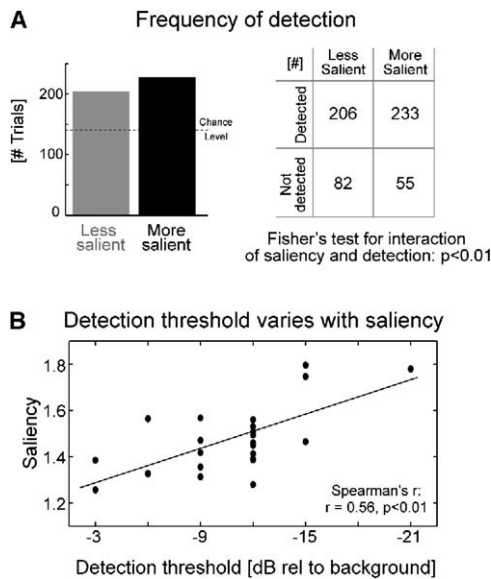 A
Frequency of detection
[# Trials]
200
100
0
Chance
Level
Less
salient
More
salient
[#]
Less
Salient
More
Salient
Detected
206
233
Not
detected
82
55
Fisher's test for interaction
of saliency and detection: p<0.01
B
Detection threshold varies with saliency
Saliency
1.8
1.6
1.4
1.2
Spearman's r:
r = 0.56, p<0.01
-3
-9
-15
-21
Detection threshold [dB rel to background]